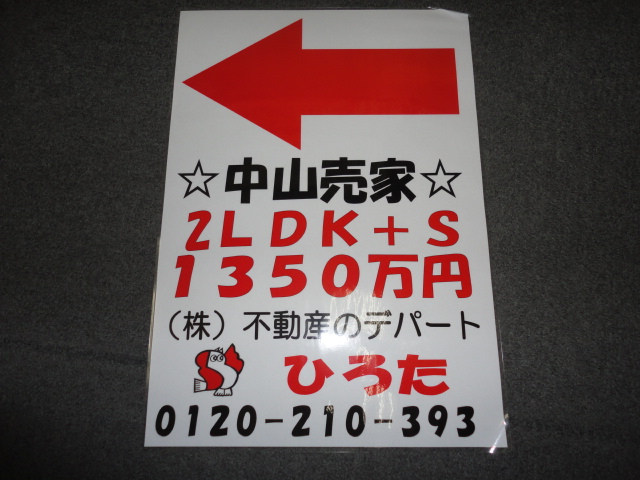 ☆中山売家☆
2LDK+S
1350万円
(株)不動産のデパート
ひろた
0120-210-393